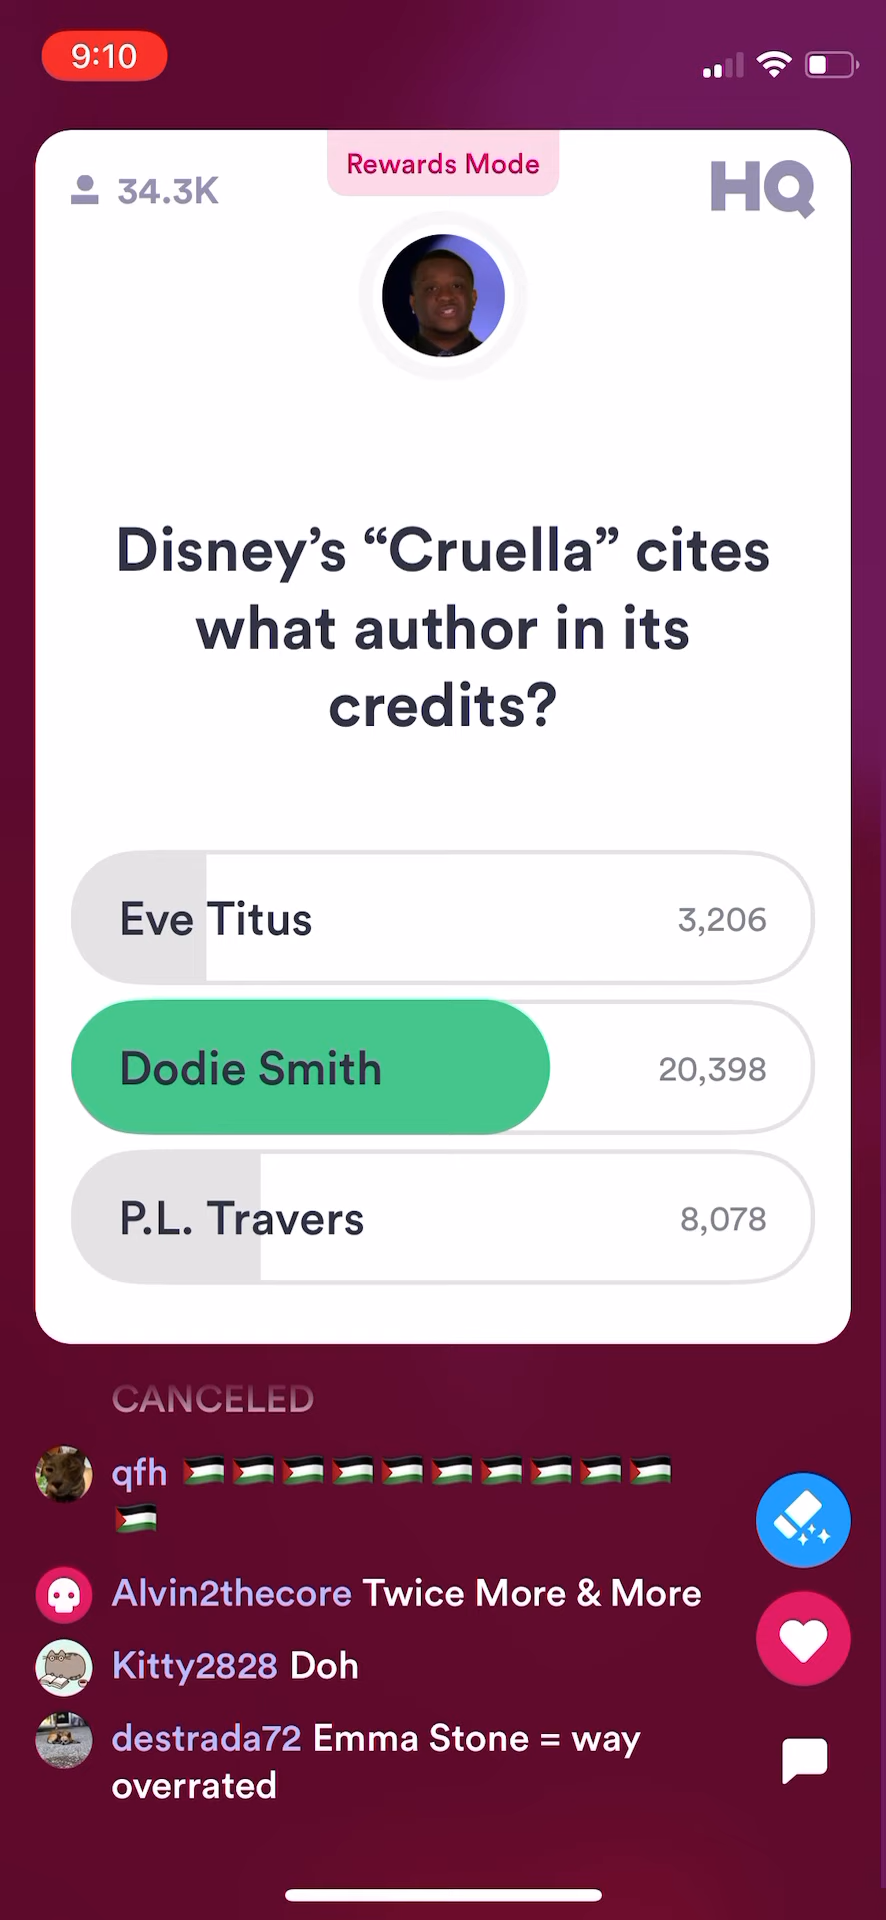 9:10
34.3K
Rewards Mode
HQ
Disney’s “Cruella” cites
what author in its
credits?
Eve Titus 3,206
Dodie Smith 20,398
P.L. Travers 8,078
CANCELED
qfh 🇵🇸🇵🇸🇵🇸🇵🇸🇵🇸🇵🇸🇵🇸🇵🇸🇵🇸🇵🇸
🇵🇸
Alvin2thecore Twice More & More
Kitty2828 Doh
destrada72 Emma Stone = way
overrated